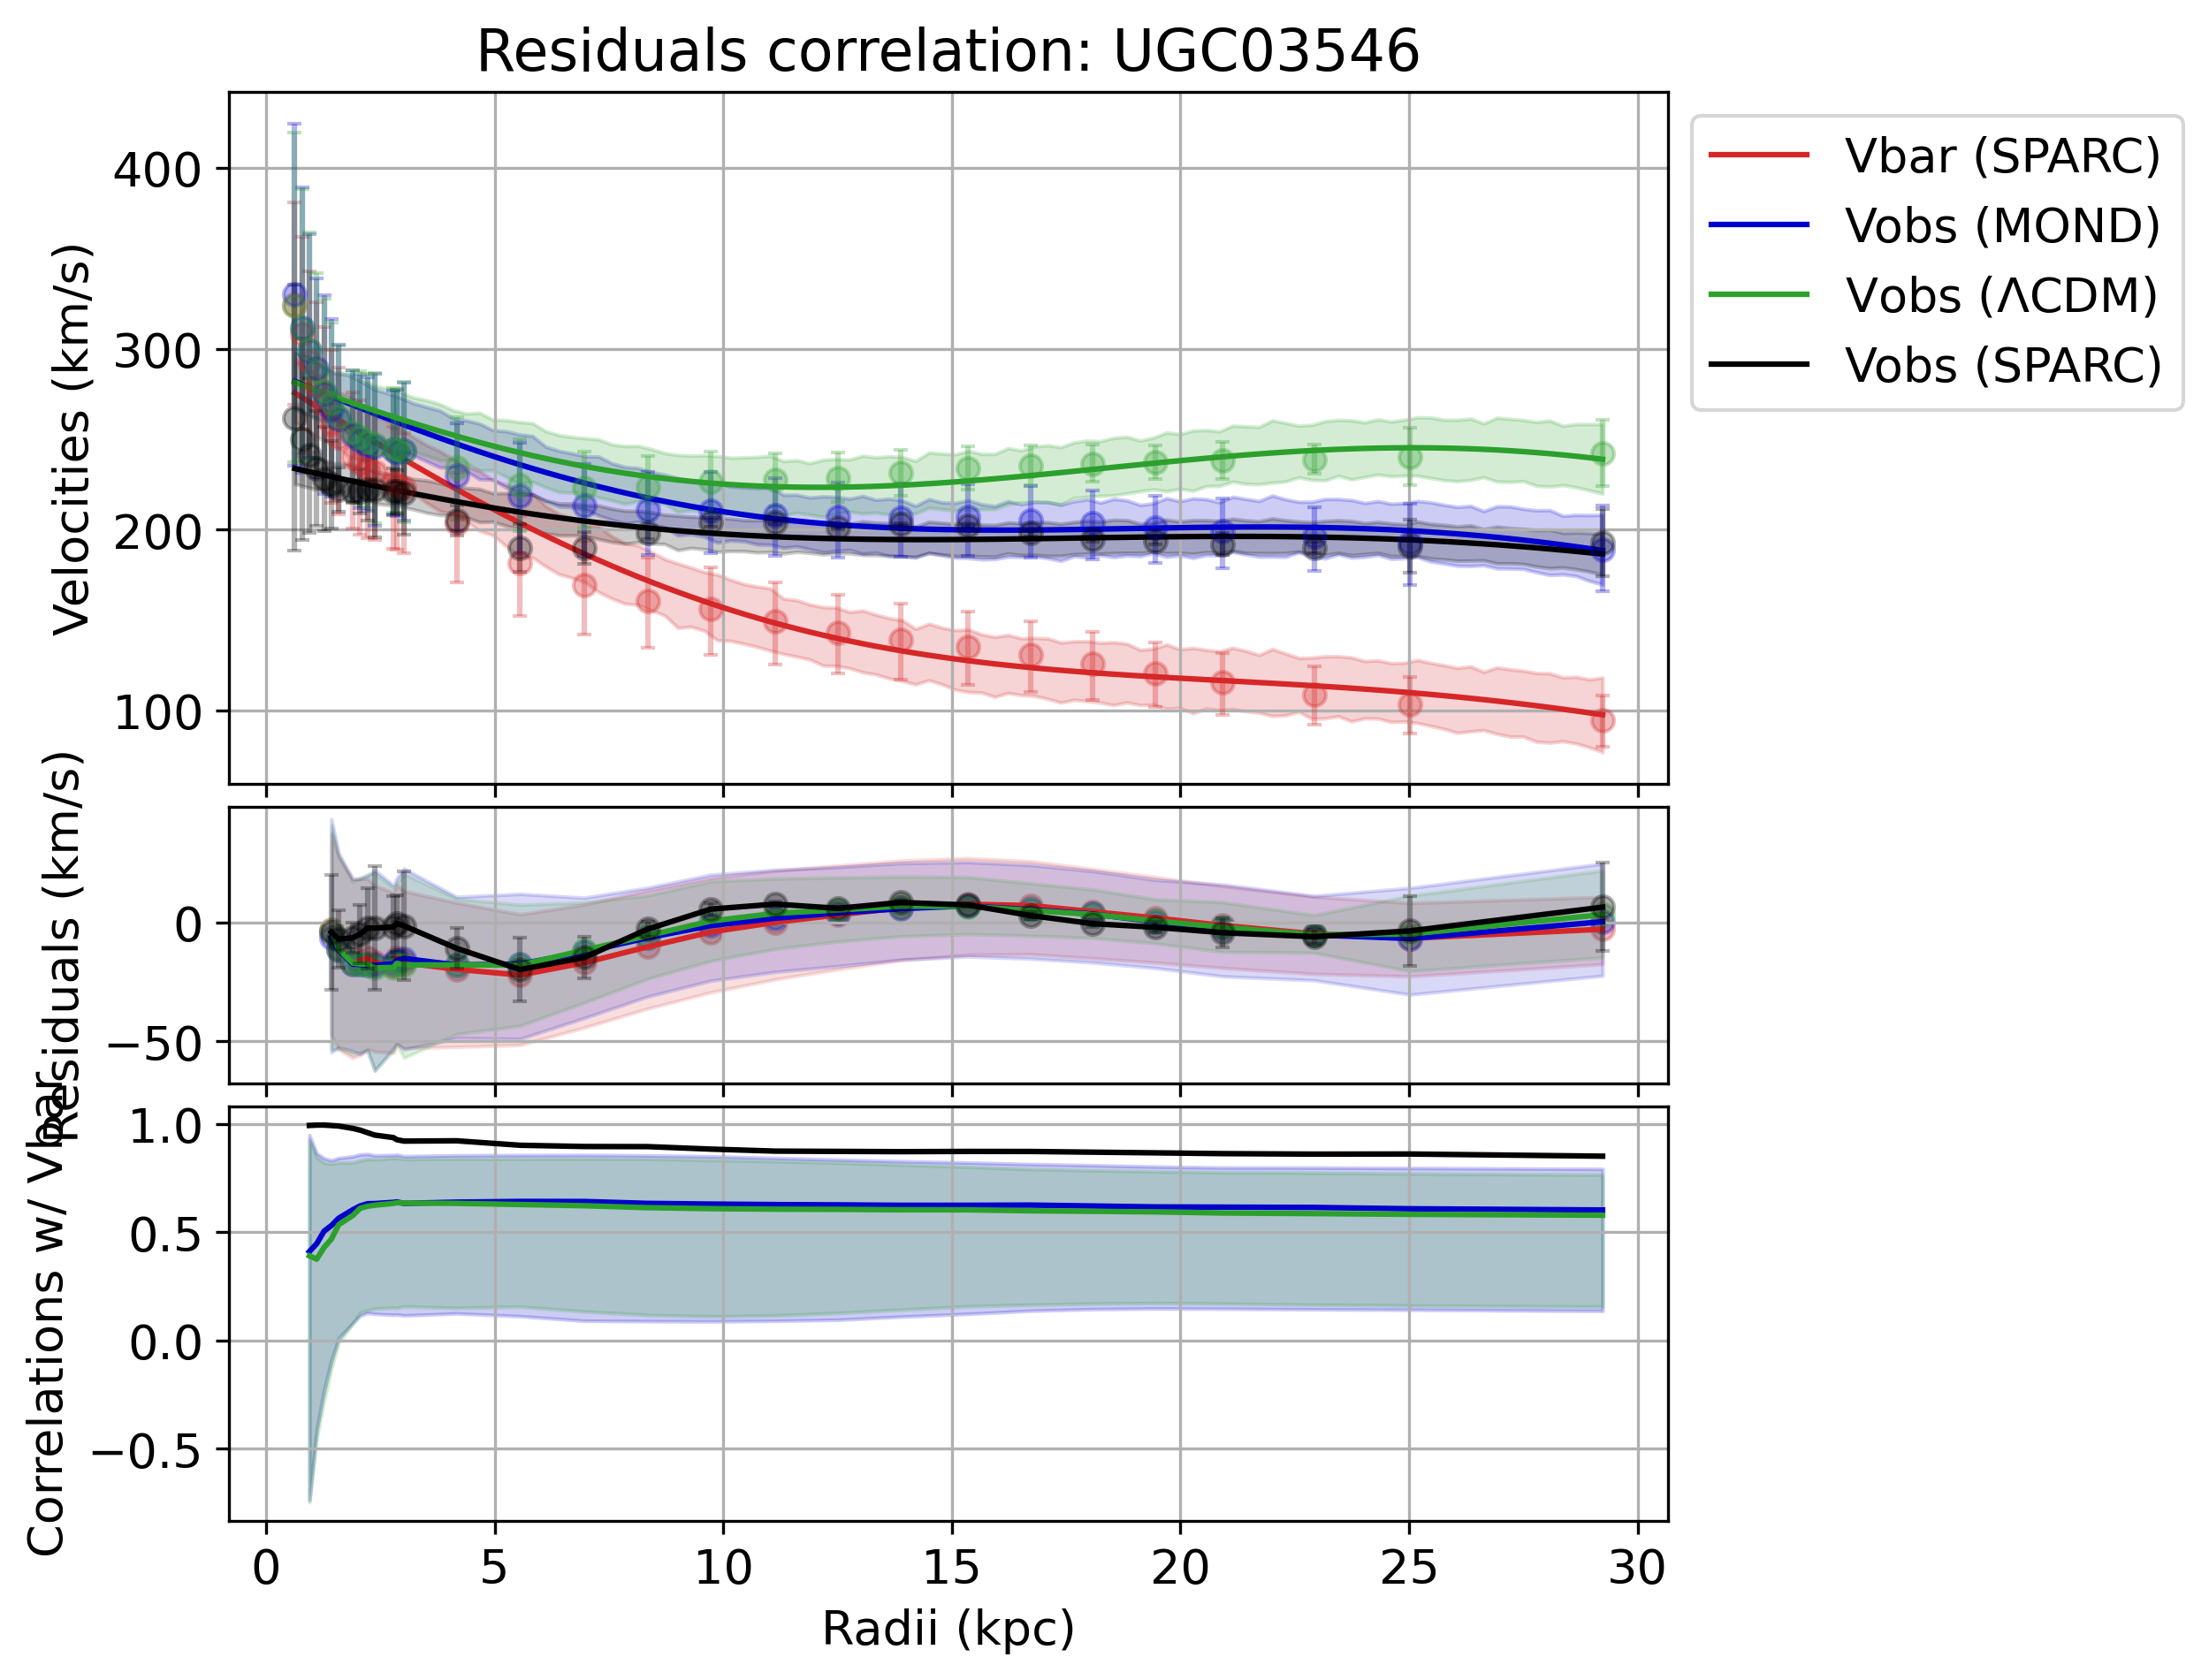 Residuals correlation: UGC03546
Velocities (km/s)
400
300
200
100
Vbar (SPARC)
Vobs (MOND)
Vobs (ΛCDM)
Vobs (SPARC)
Residuals (km/s)
0
−50
Correlations w/ Vbar
1.0
0.5
0.0
−0.5
0 5 10 15 20 25 30
Radii (kpc)